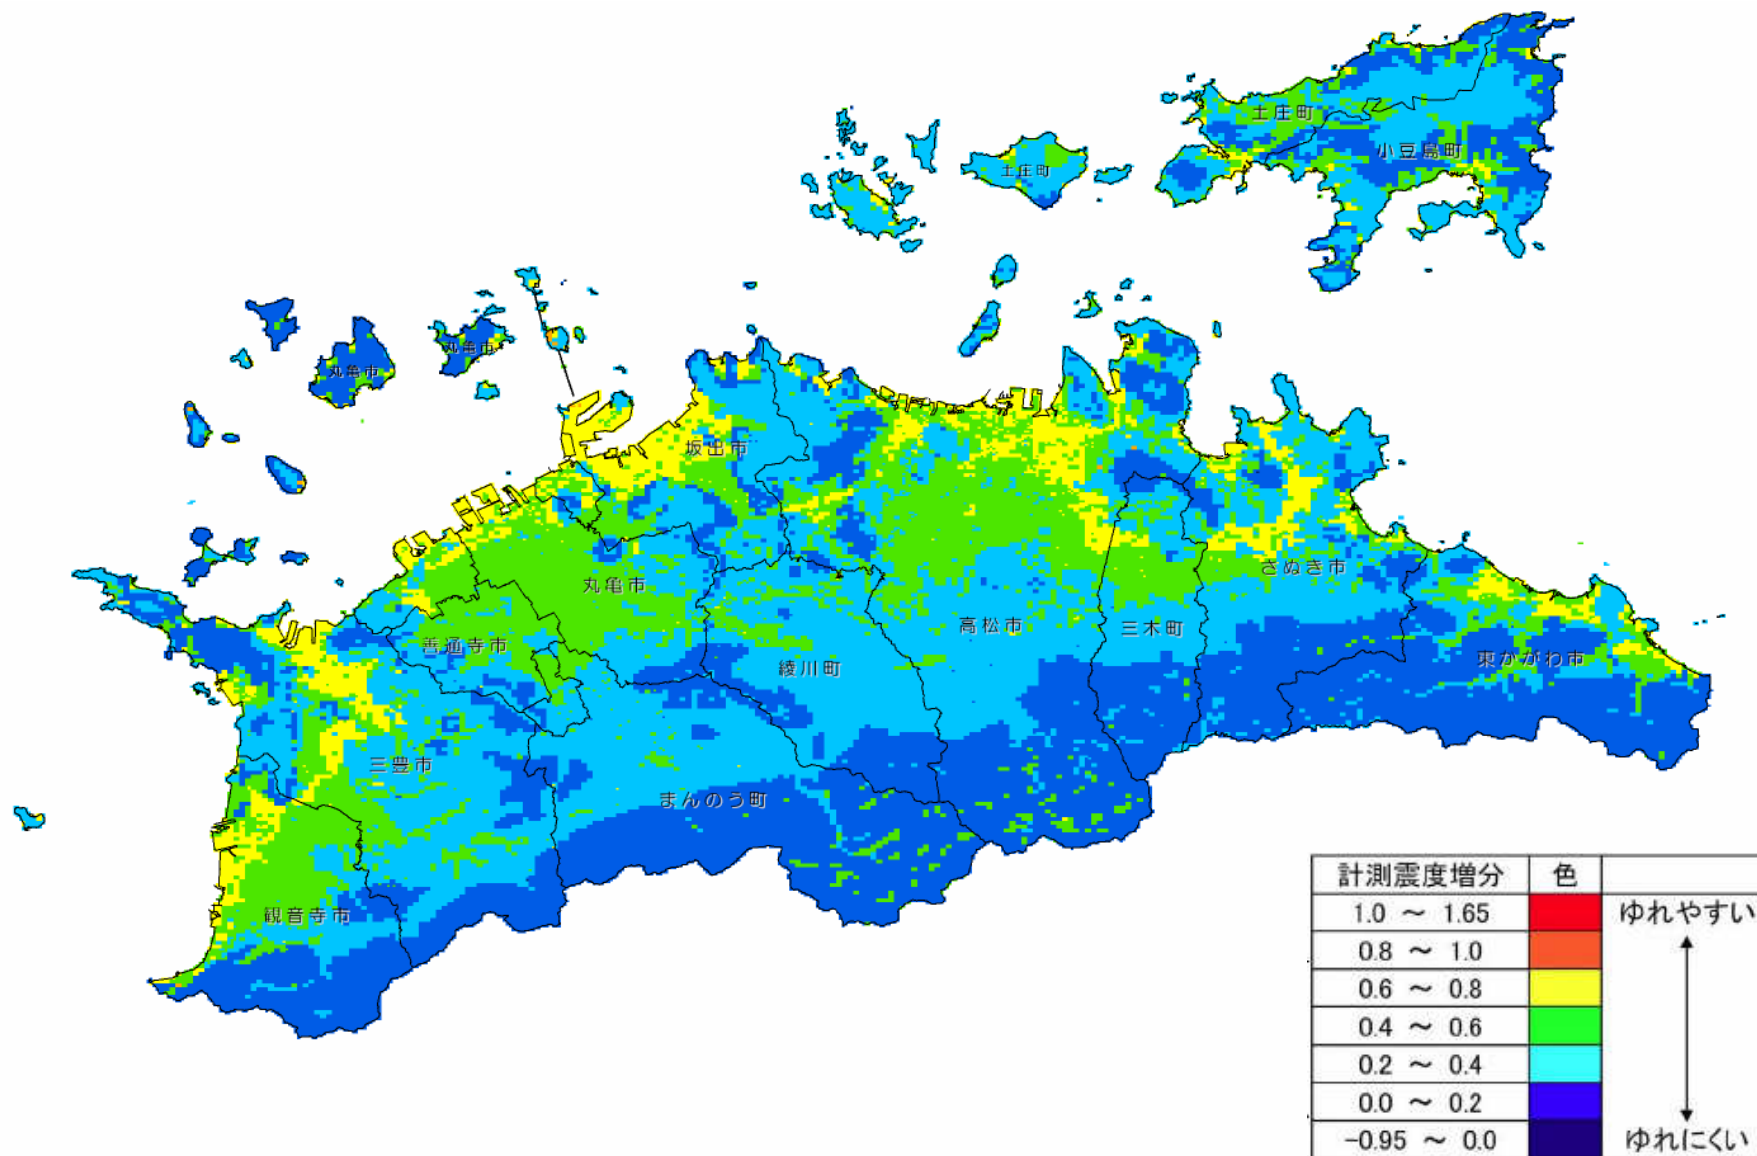 土庄町
小豆島町
土庄町
丸亀市
丸亀市
坂出市
さぬき市
丸亀市
高松市
三木町
善通寺市
綾川町
東かがわ市
三豊市
まんのう町
観音寺市
計測震度増分 色
1.0 ～ 1.65 ゆれやすい
0.8 ～ 1.0
0.6 ～ 0.8
0.4 ～ 0.6
0.2 ～ 0.4
0.0 ～ 0.2
-0.95 ～ 0.0 ゆれにくい